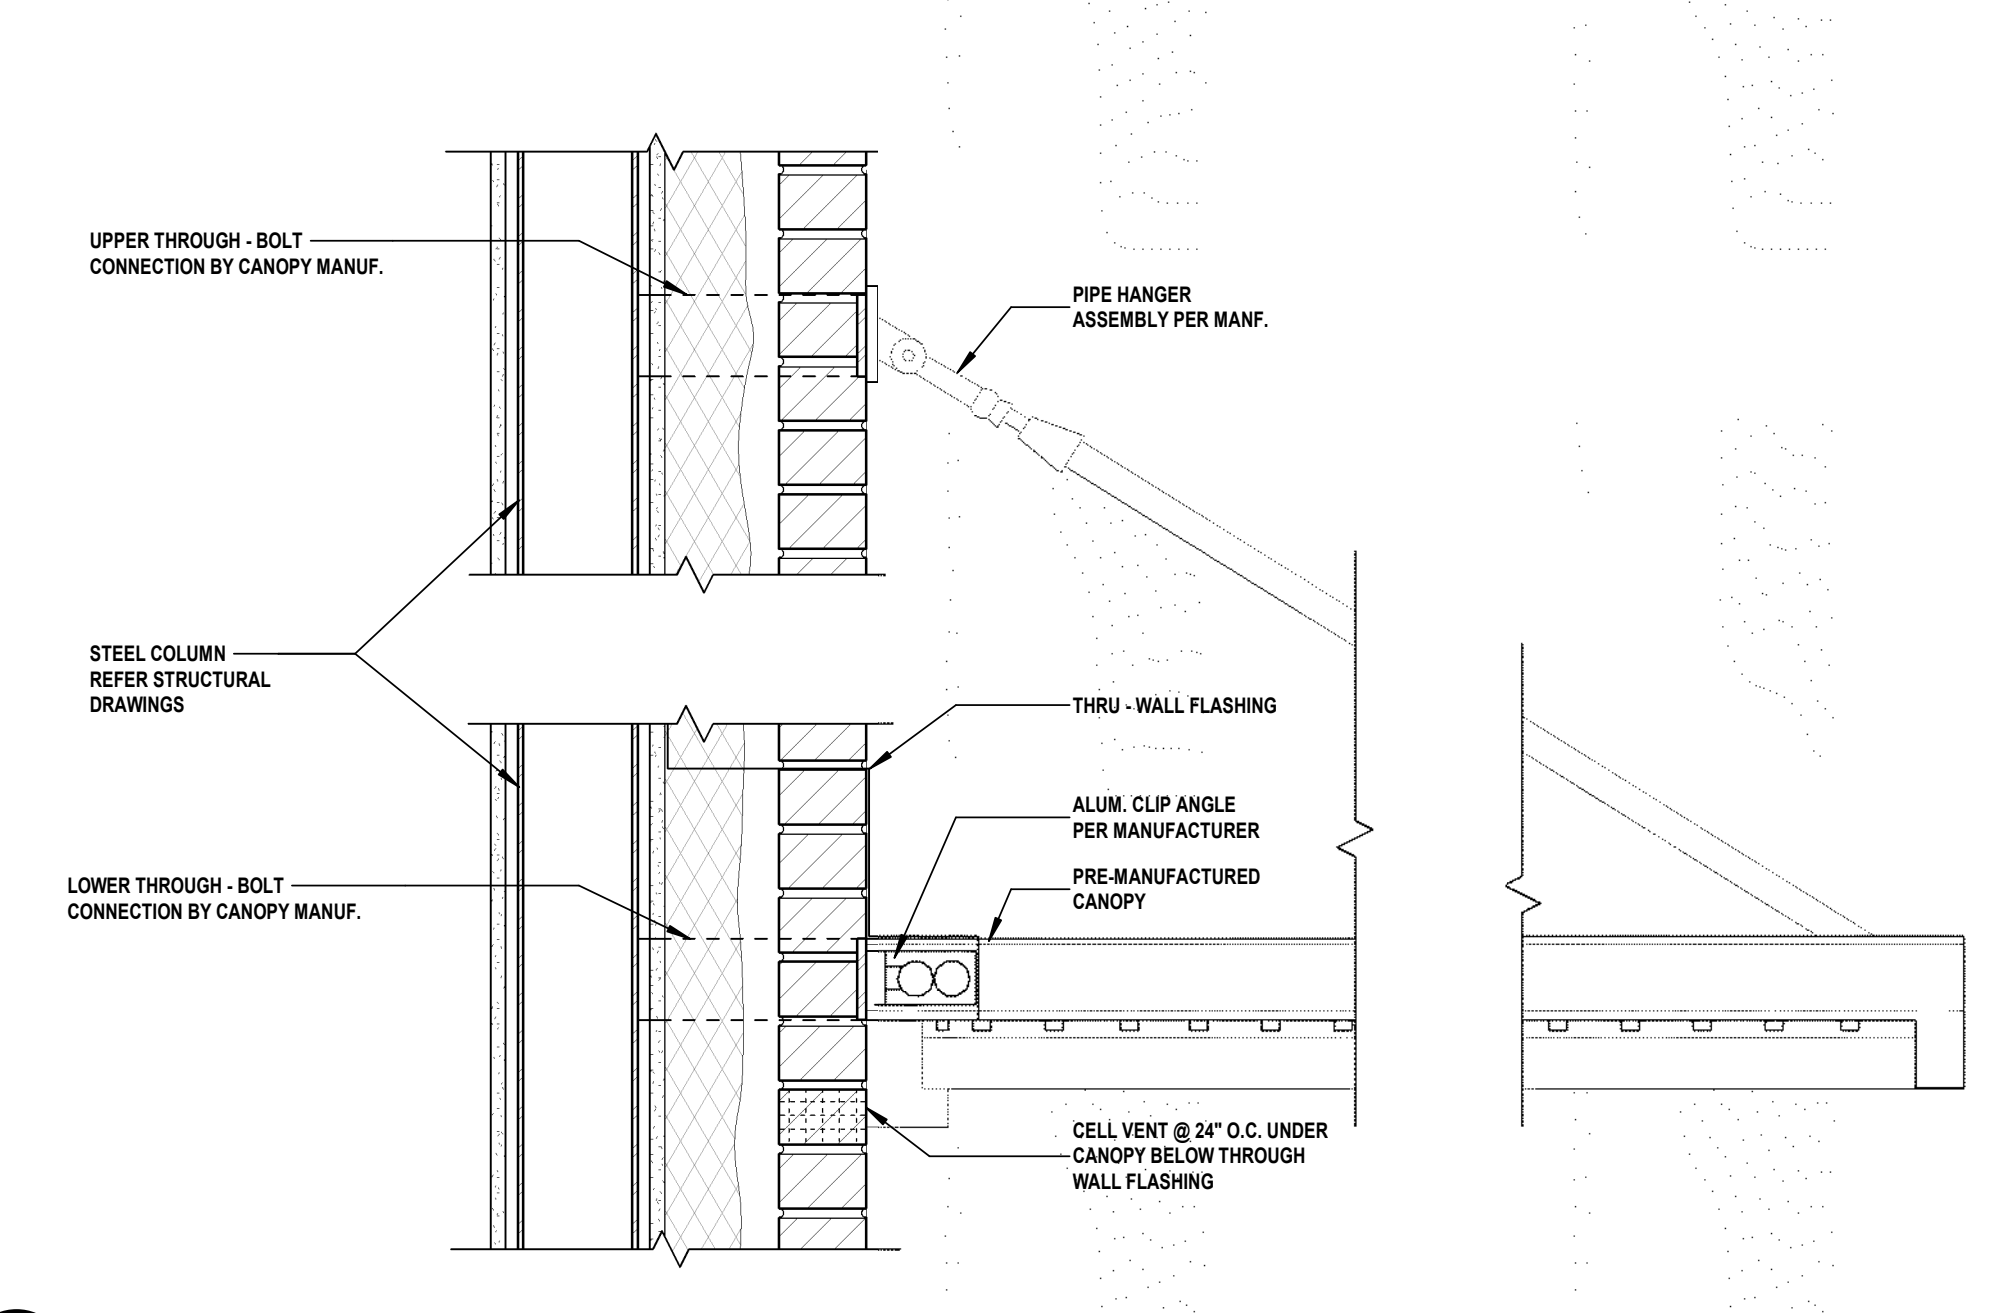 UPPER THROUGH - BOLT
CONNECTION BY CANOPY MANUF.
PIPE HANGER
ASSEMBLY PER MANF.
STEEL COLUMN
REFER STRUCTURAL
DRAWINGS
THRU - WALL FLASHING
ALUM. CLIP ANGLE
PER MANUFACTURER
PRE-MANUFACTURED
CANOPY
LOWER THROUGH - BOLT
CONNECTION BY CANOPY MANUF.
CELL VENT @ 24" O.C. UNDER
CANOPY BELOW THROUGH
WALL FLASHING